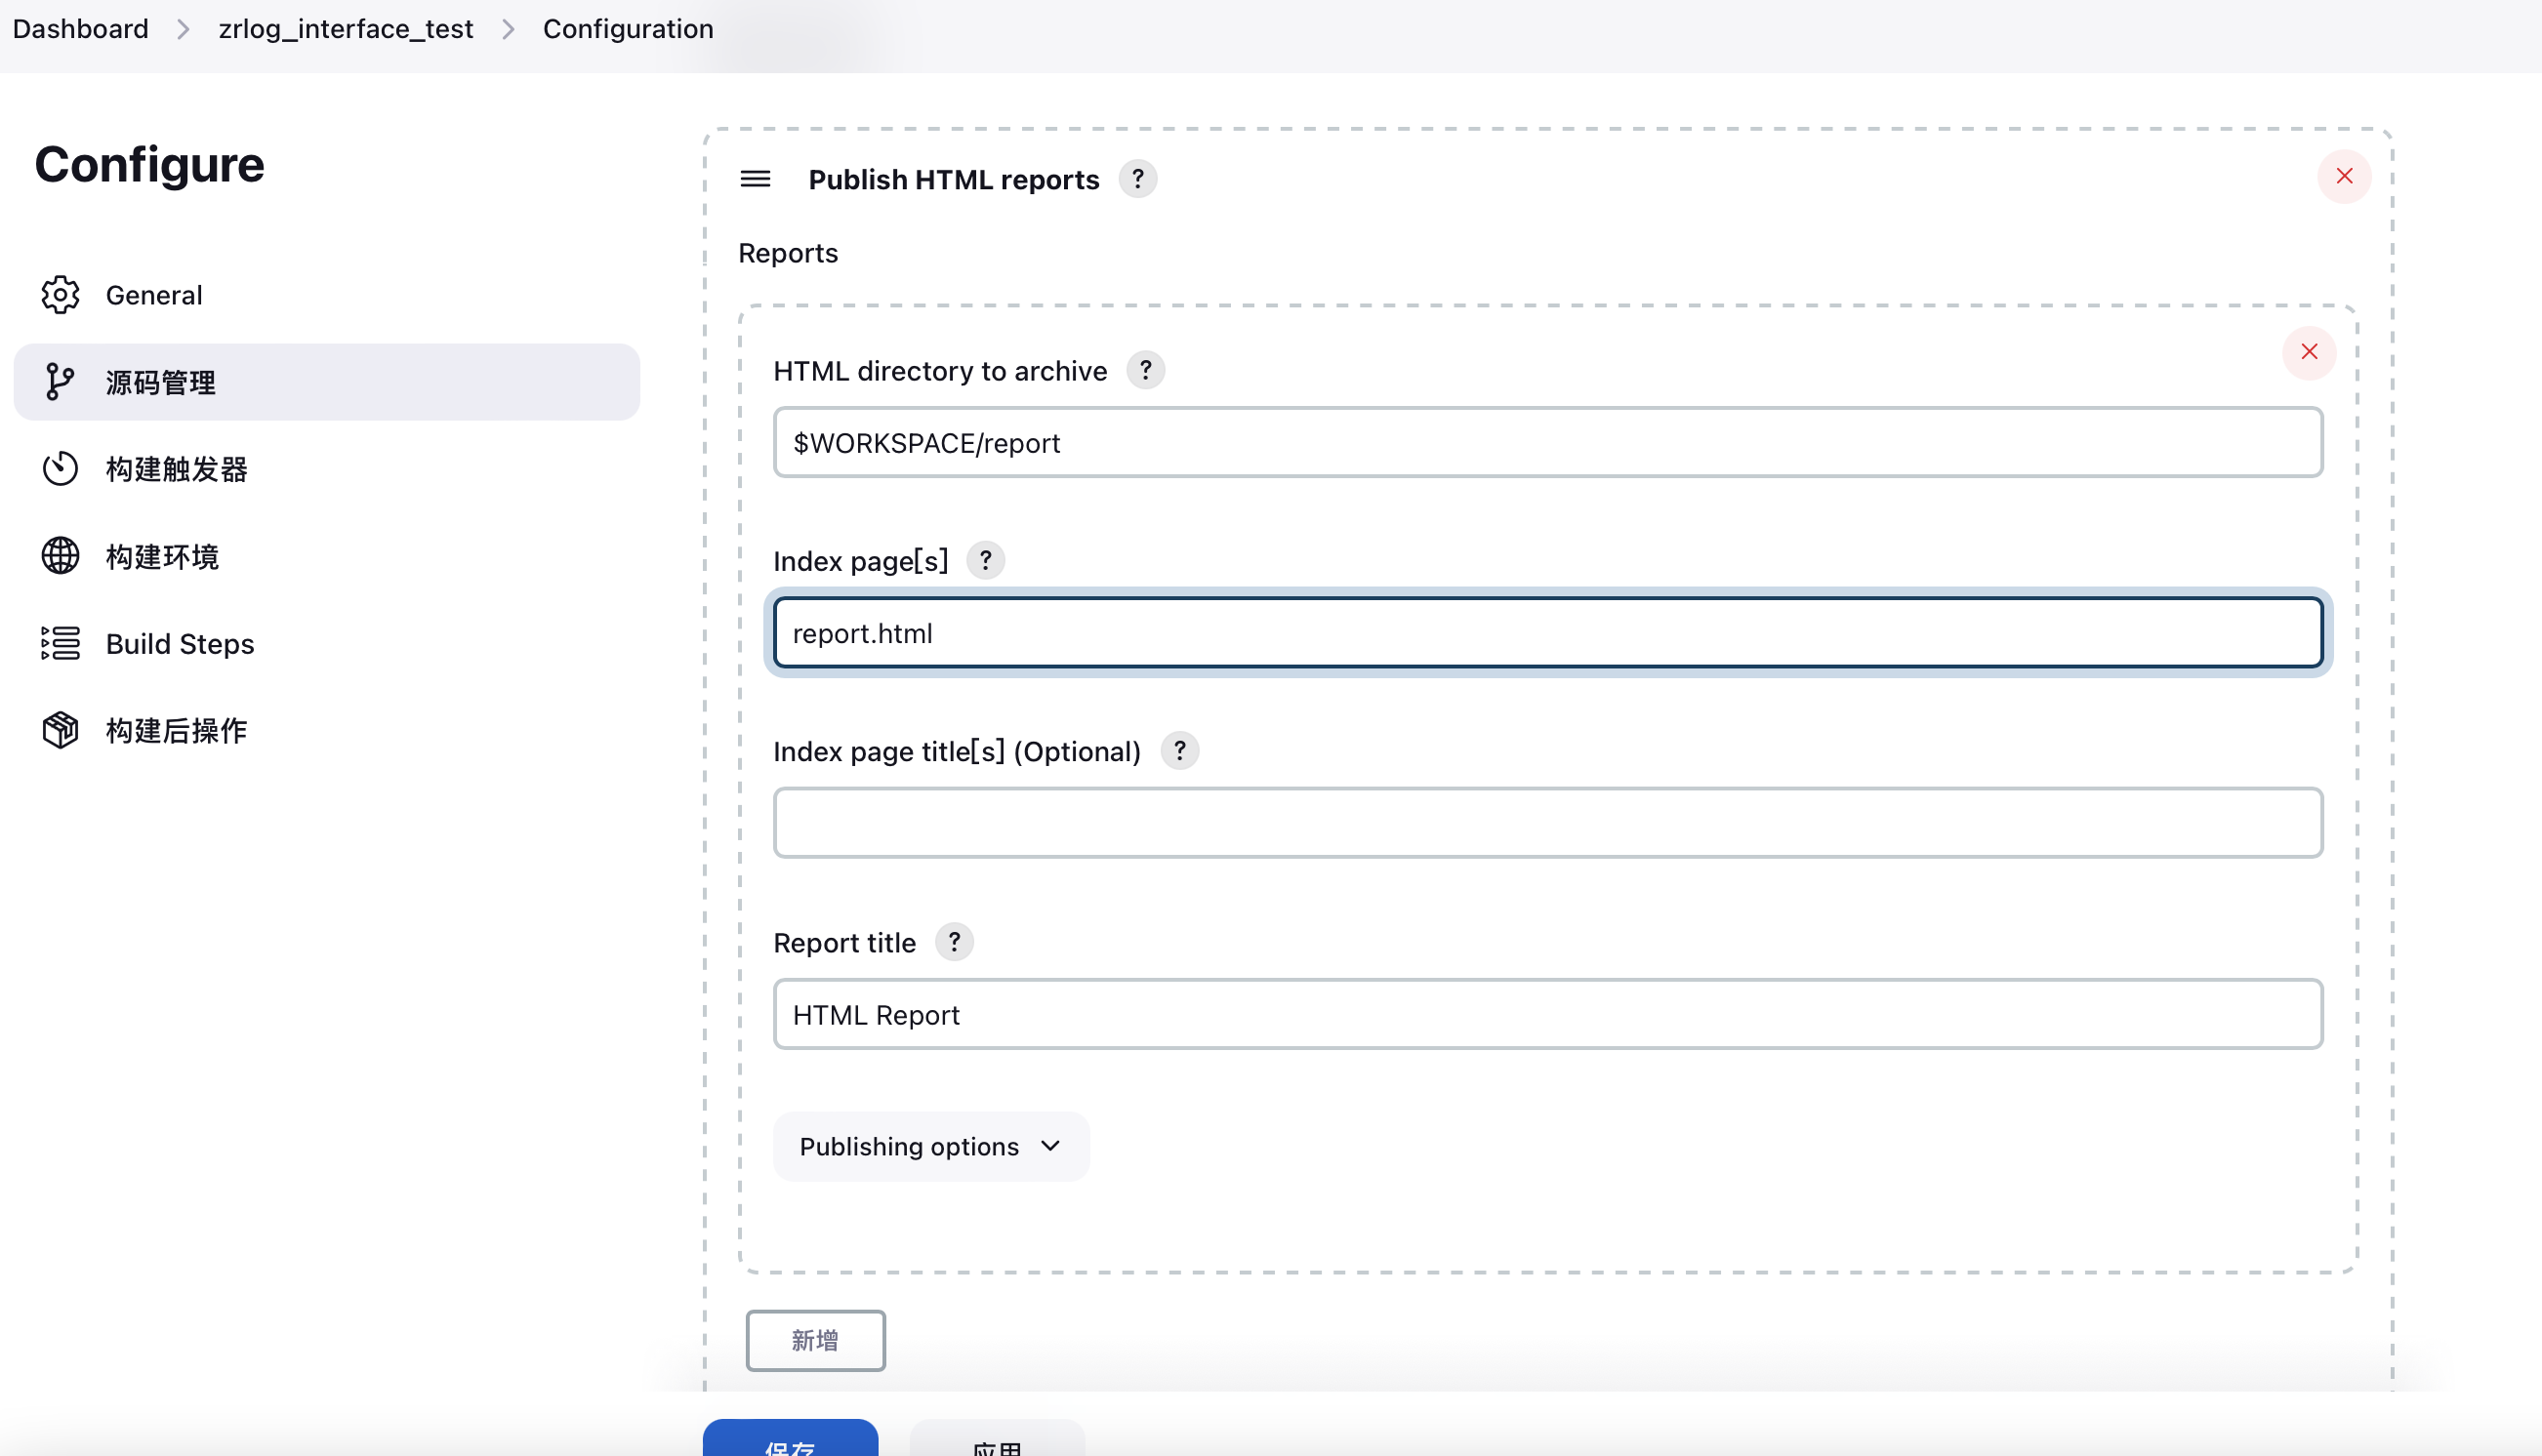 Dashboard > zrlog_interface_test > Configuration
Configure
General
源码管理
构建触发器
构建环境
Build Steps
构建后操作
Publish HTML reports ?
Reports
HTML directory to archive ?
$WORKSPACE/report
Index page[s] ?
report.html
Index page title[s] (Optional) ?
Report title ?
HTML Report
Publishing options
新增
保存 应用